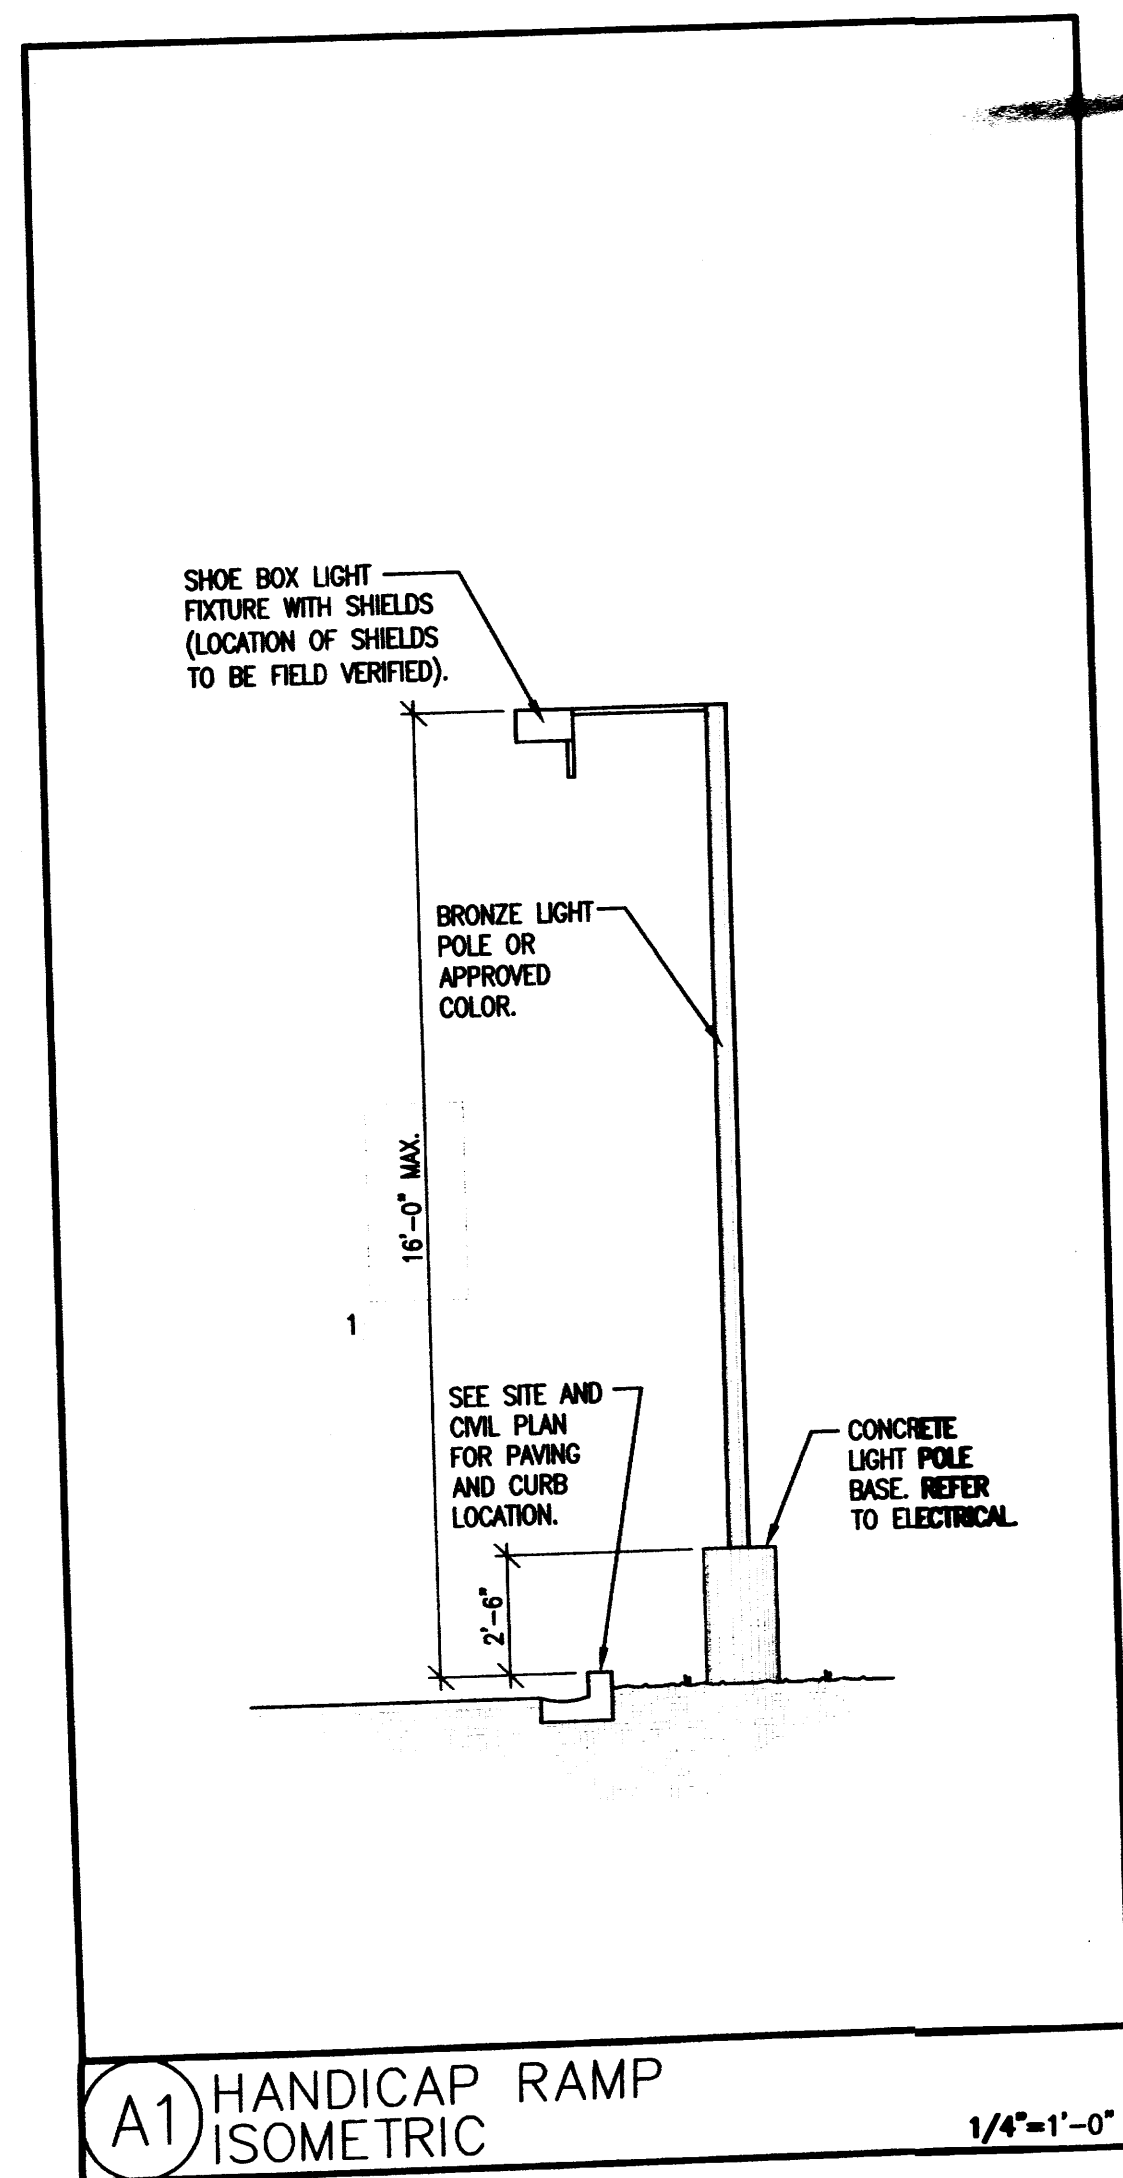 SHOE BOX LIGHT
FIXTURE WITH SHIELDS
(LOCATION OF SHIELDS
TO BE FIELD VERIFIED).
BRONZE LIGHT
POLE OR
APPROVED
COLOR.
16'-0" MAX.
1
SEE SITE AND
CIVIL PLAN
FOR PAVING
AND CURB
LOCATION.
CONCRETE
LIGHT POLE
BASE. REFER
TO ELECTRICAL.
2'-6"
A1
HANDICAP RAMP
ISOMETRIC
1/4"=1'-0"